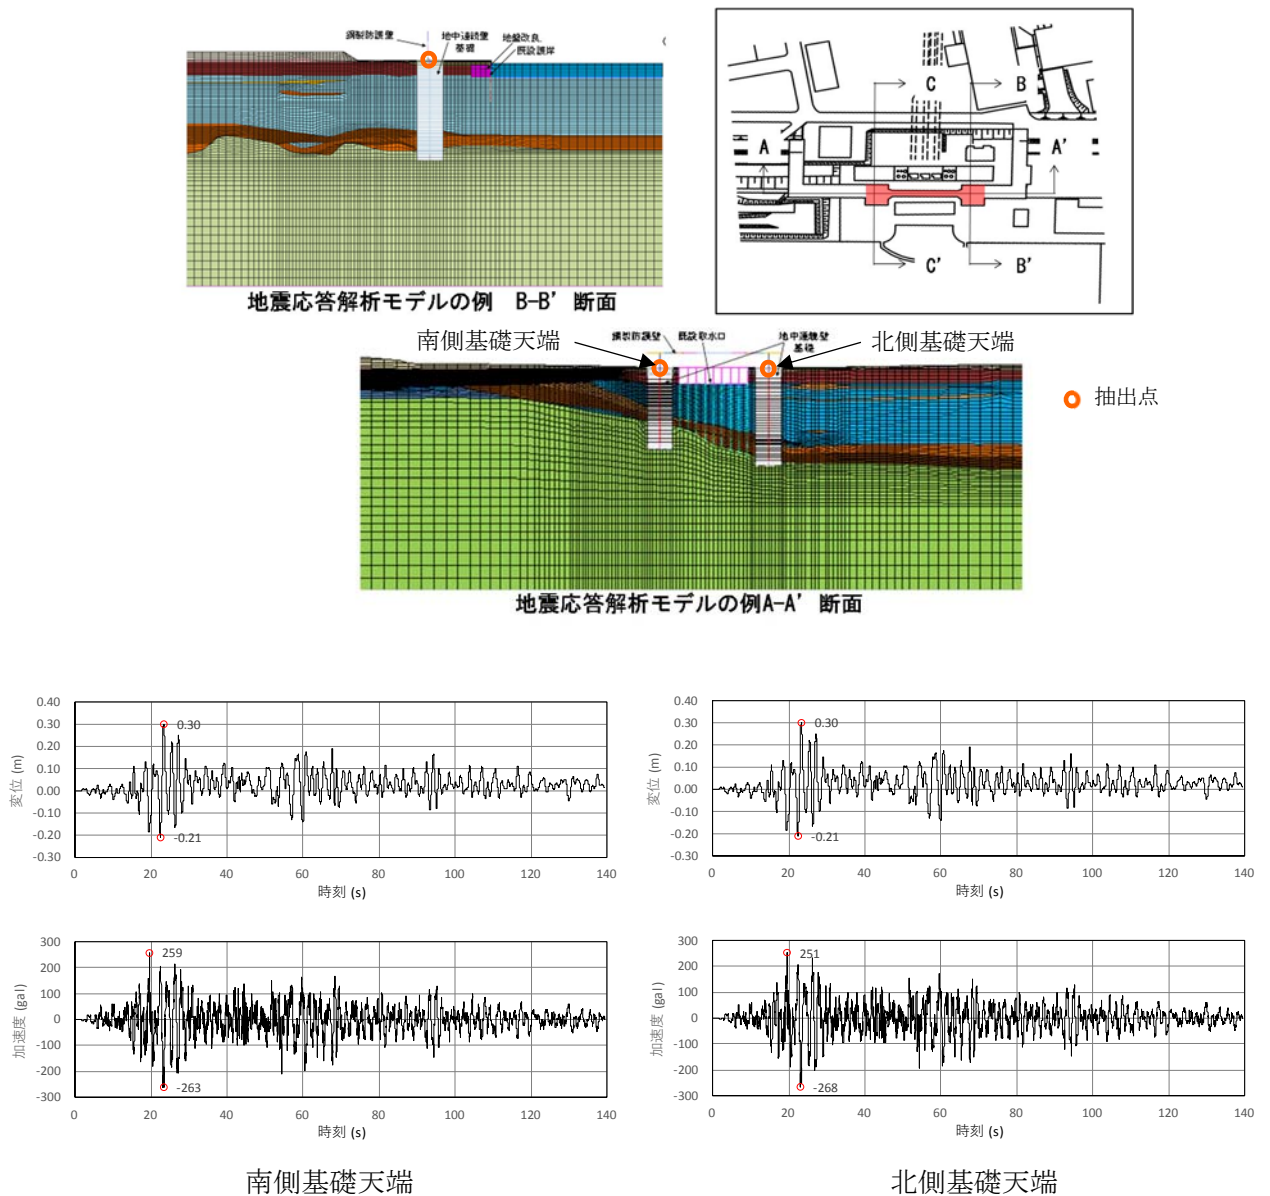 鋼製防護壁
地中連続壁
基礎
地盤改良
既設護岸
地震応答解析モデルの例 B-B' 断面
C
B
A
A'
C'
B'
南側基礎天端
鋼製防護壁
既設取水口
地中連続壁
基礎
北側基礎天端
抽出点
地震応答解析モデルの例A-A' 断面
0.40
0.30
0.20
0.10
0.00
-0.10
-0.20
-0.30
変位 (m)
0.30
-0.21
0 20 40 60 80 100 120 140
時刻 (s)
0.40
0.30
0.20
0.10
0.00
-0.10
-0.20
-0.30
変位 (m)
0.30
-0.21
0 20 40 60 80 100 120 140
時刻 (s)
300
200
100
0
-100
-200
-300
加速度 (gal)
259
-263
0 20 40 60 80 100 120 140
時刻 (s)
300
200
100
0
-100
-200
-300
加速度 (gal)
251
-268
0 20 40 60 80 100 120 140
時刻 (s)
南側基礎天端
北側基礎天端